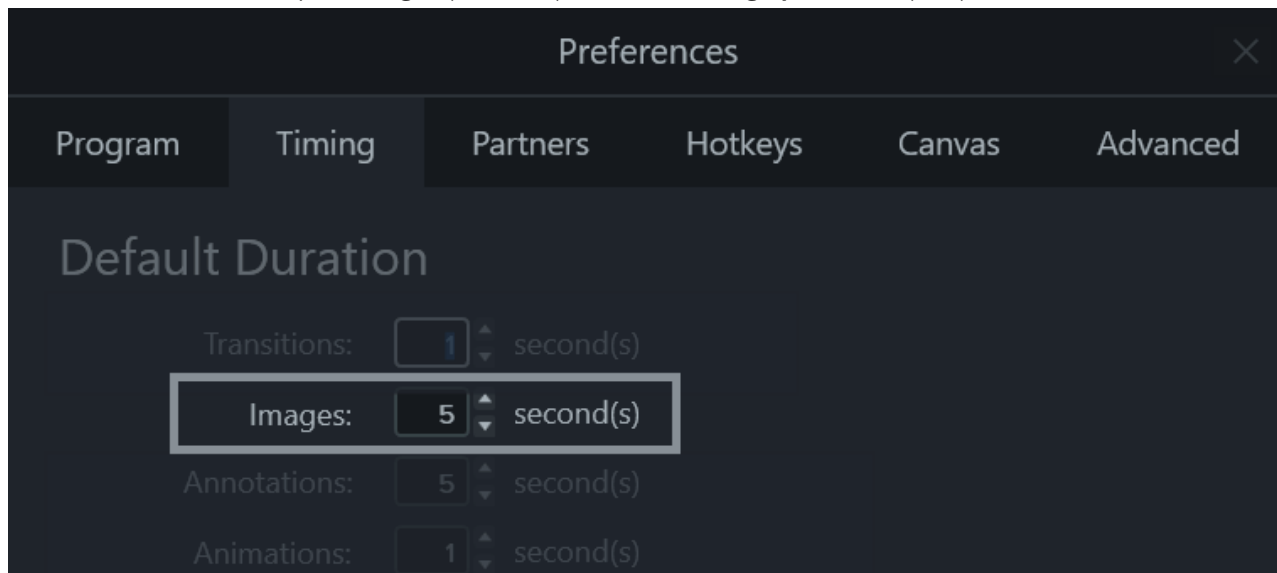 Preferences
Program Timing Partners Hotkeys Canvas Advanced
Default Duration
Transitions: 1 second(s)
Images: 5 second(s)
Annotations: 5 second(s)
Animations: 1 second(s)